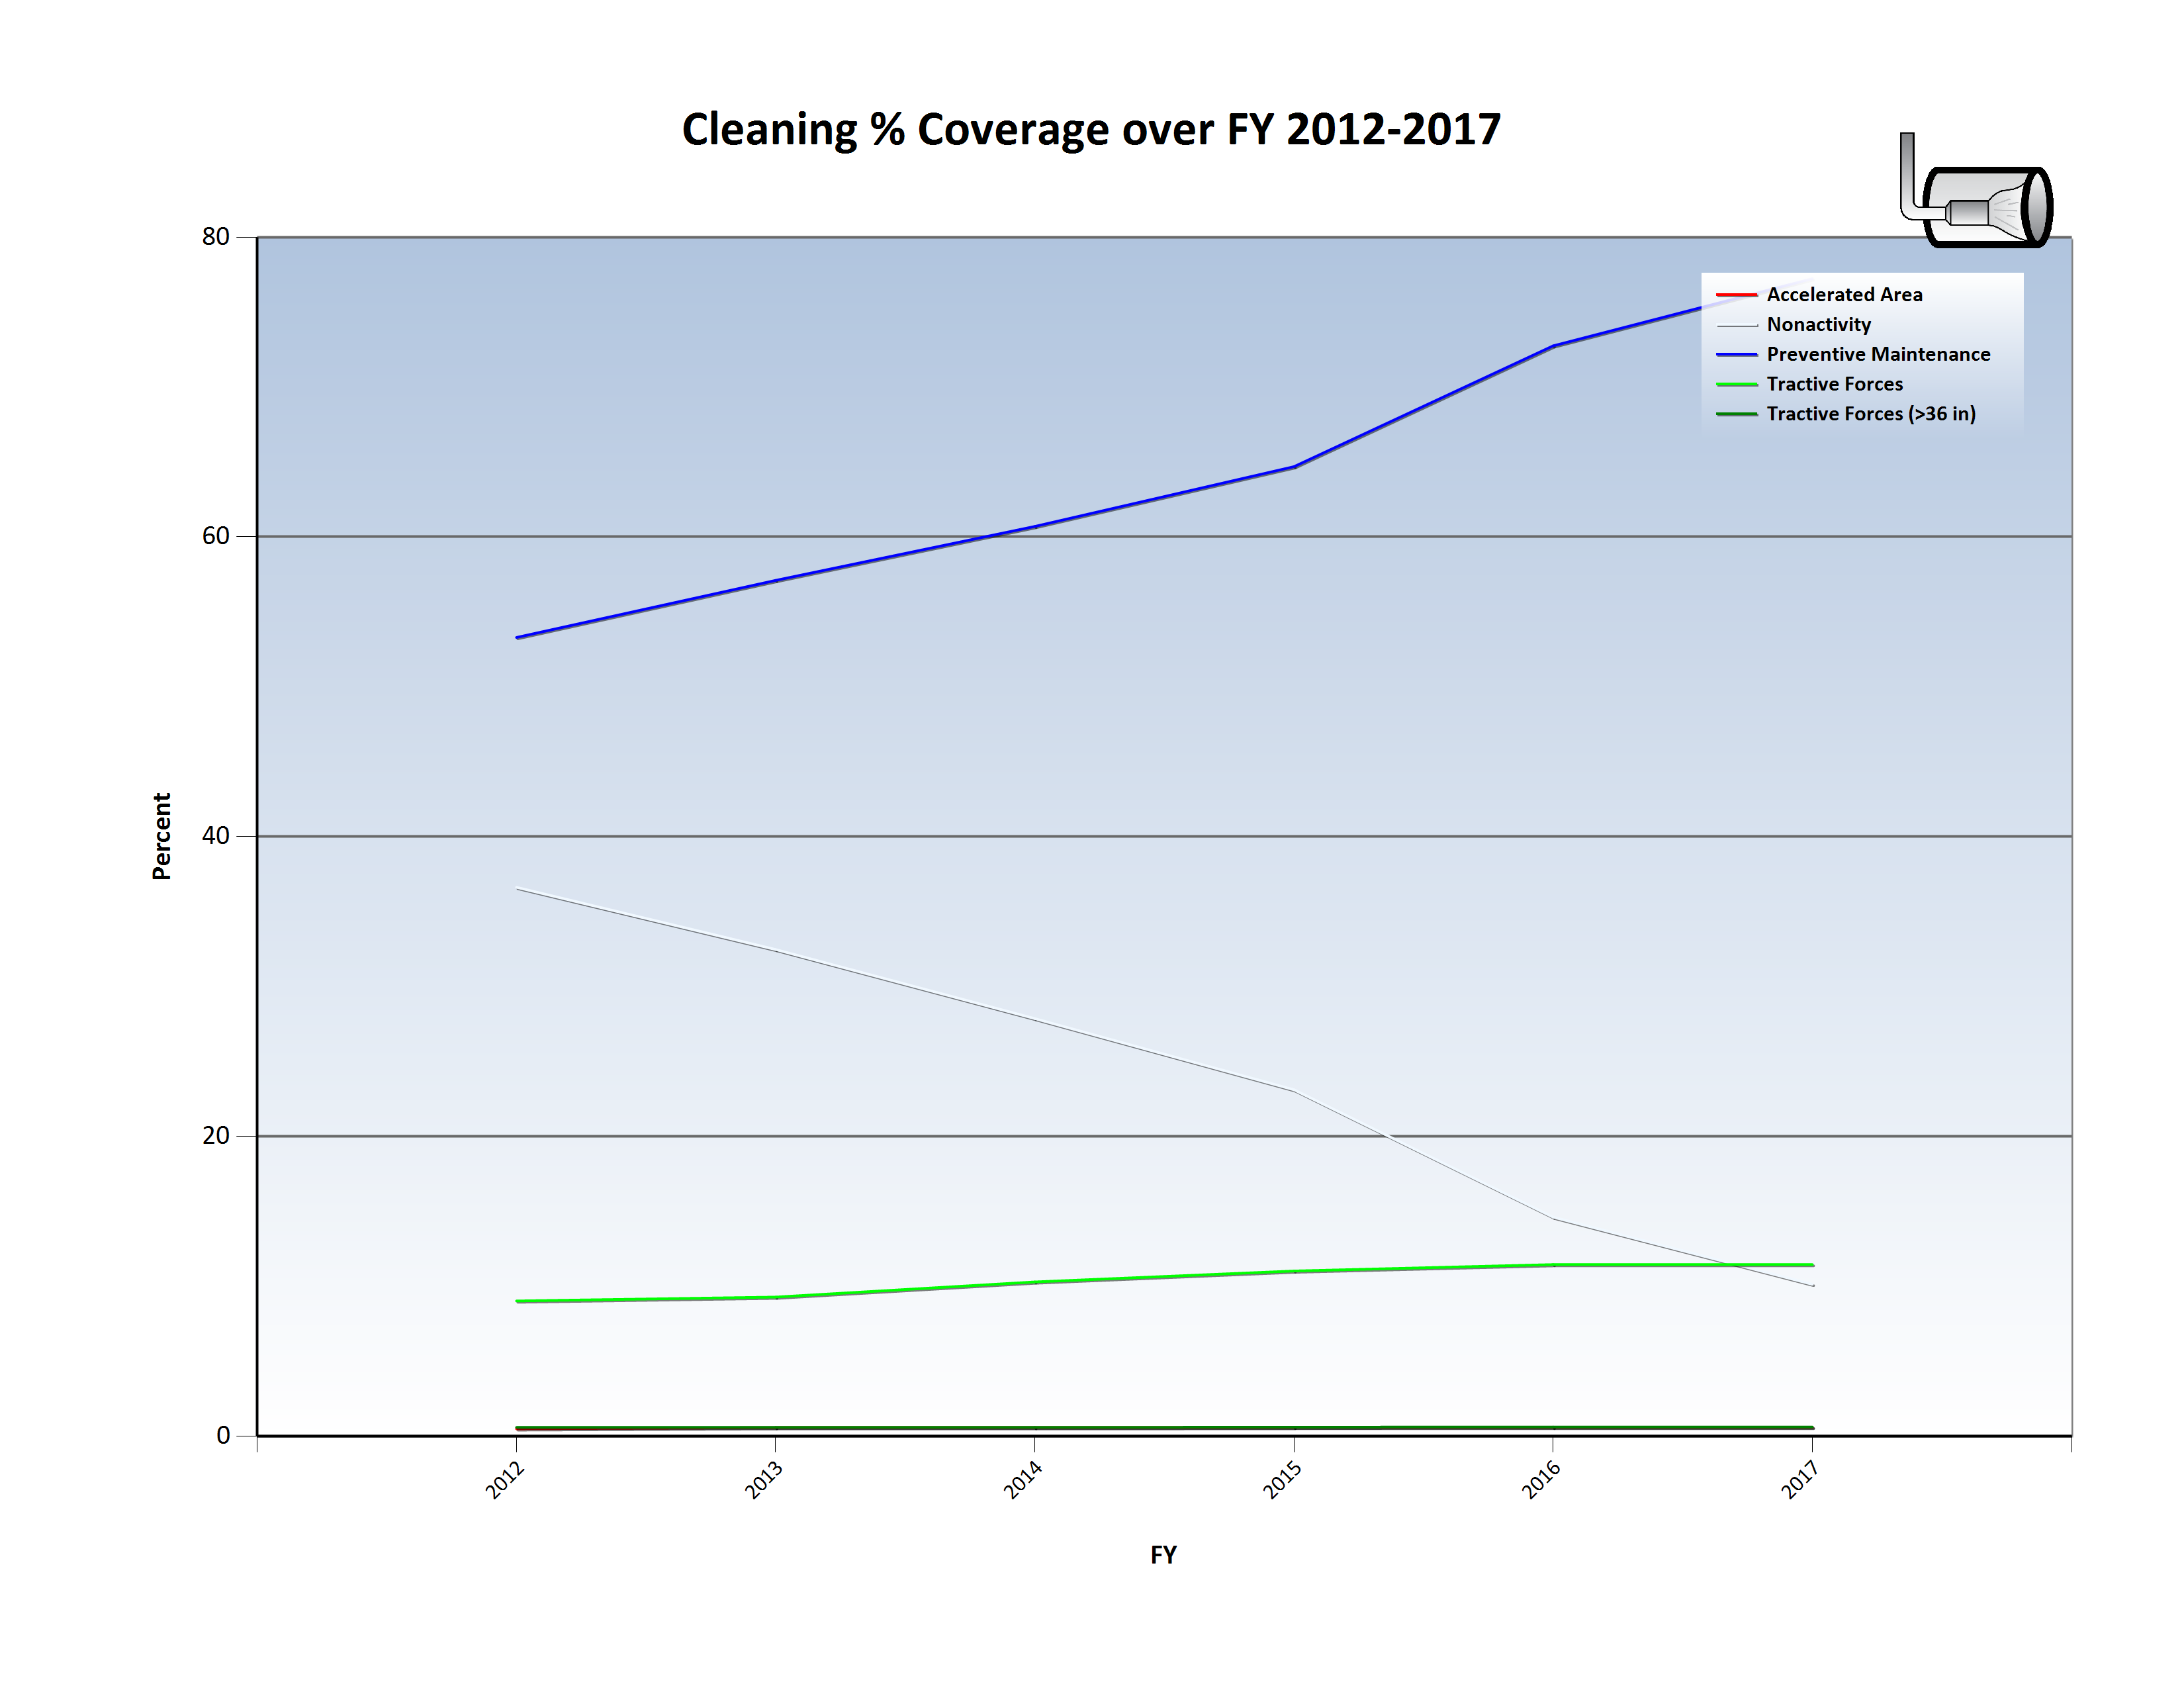 Cleaning % Coverage over FY 2012-2017
80
60
40
20
0
Percent
Accelerated Area
Nonactivity
Preventive Maintenance
Tractive Forces
Tractive Forces (>36 in)
2012
2013
2014
2015
2016
2017
FY